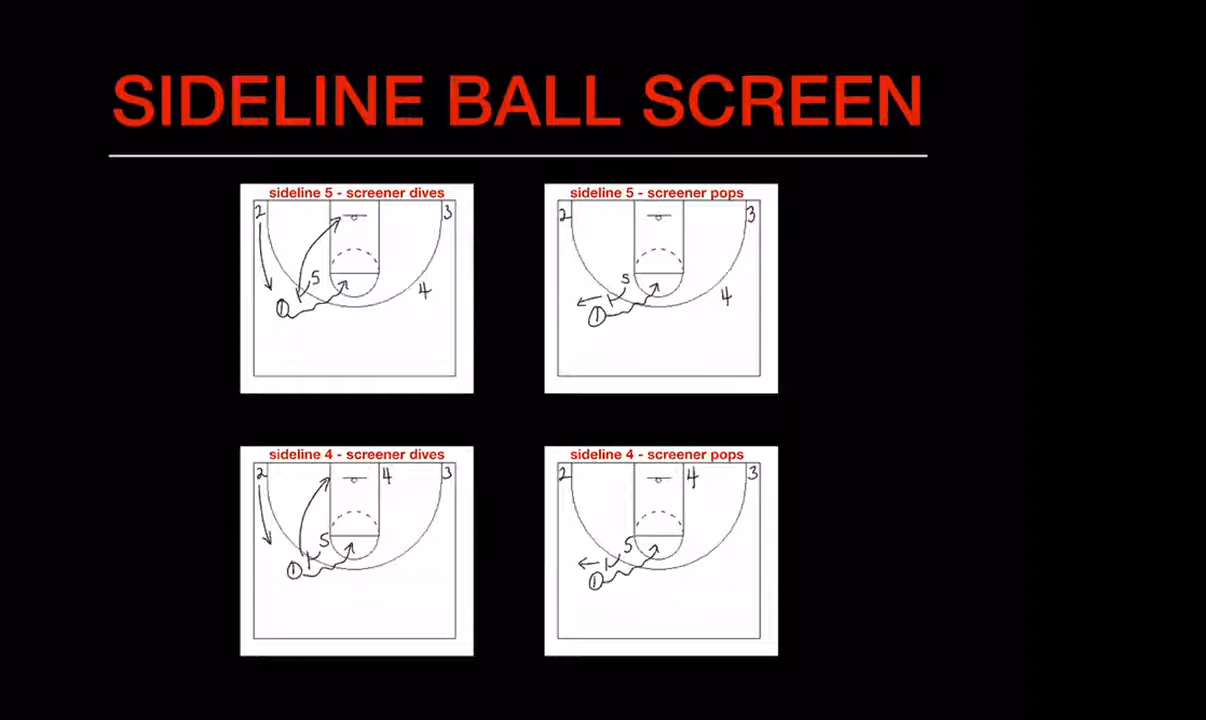 SIDELINE BALL SCREEN
sideline 5 - screener dives
2 3
5
4
1
sideline 5 - screener pops
2 3
5
4
1
sideline 4 - screener dives
2 4 3
5
1
sideline 4 - screener pops
2 4 3
5
1